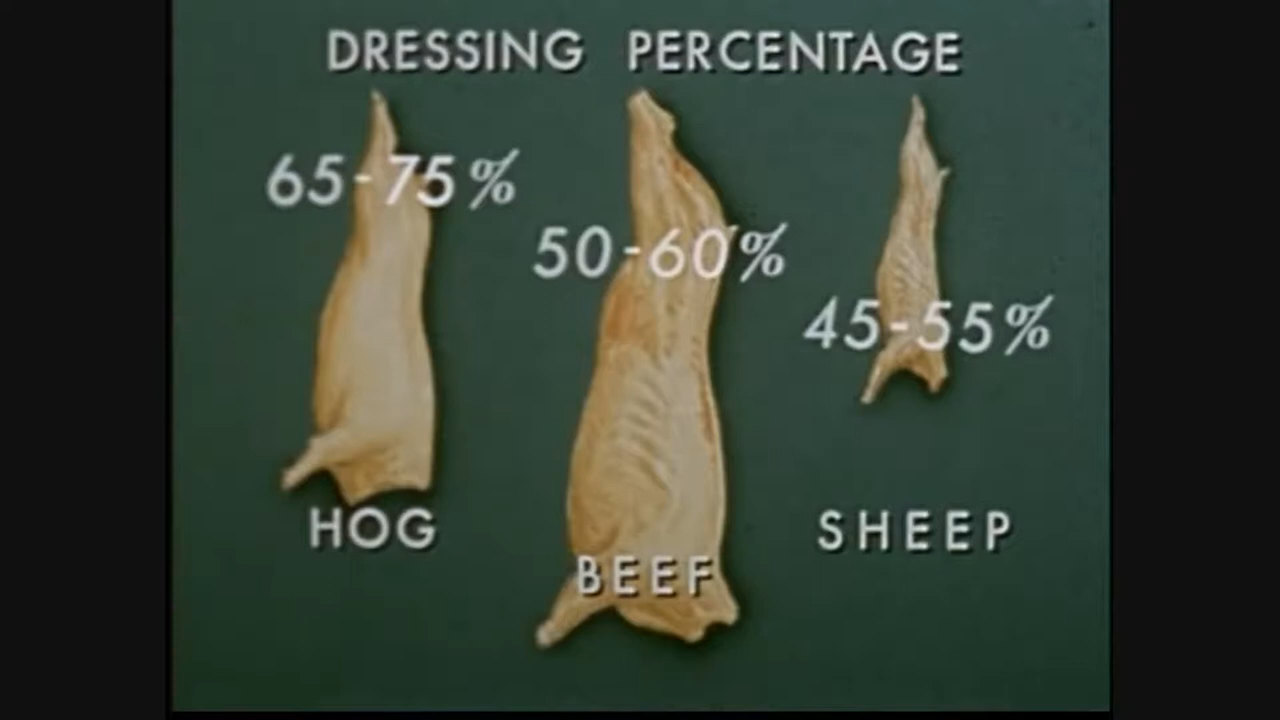 DRESSING PERCENTAGE
65-75%
50-60%
45-55%
HOG
BEEF
SHEEP